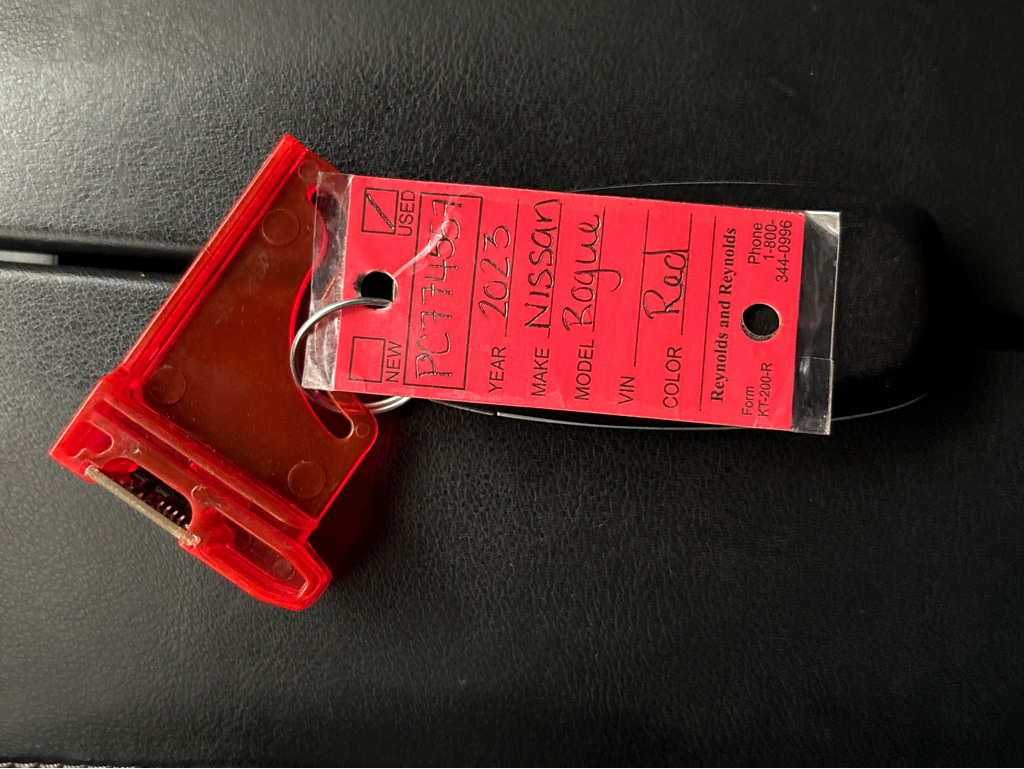 NEW USED
PC774557
YEAR 2023
MAKE Nissan
MODEL Rogue
VIN
COLOR Red
Reynolds and Reynolds
Form Phone
KT-200-R 1-800-
344-0996